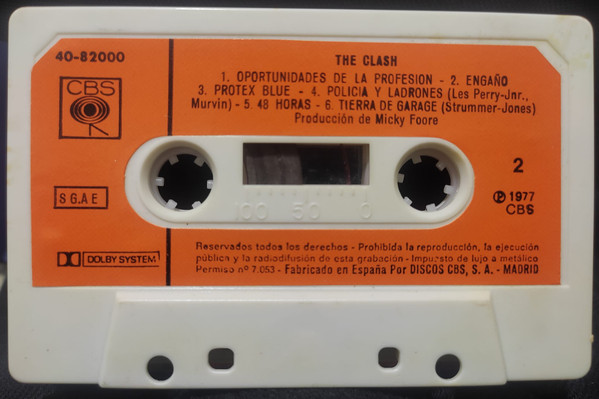 40-82000
THE CLASH
CBS
1. OPORTUNIDADES DE LA PROFESION - 2. ENGAÑO
3. PROTEX BLUE - 4. POLICIA Y LADRONES (Les Perry-Jnr.,
Murvin) - 5. 48 HORAS - 6. TIERRA DE GARAGE (Strummer-Jones)
Producción de Micky Foore
2
S G.A E
℗ 1977
CBS
100 50 0
DOLBY SYSTEM
Reservados todos los derechos - Prohibida la reproducción, la ejecución
pública y la radiodifusión de esta grabación - Impuesto de lujo a metálico
Permiso nº 7.053 - Fabricado en España Por DISCOS CBS, S. A. - MADRID